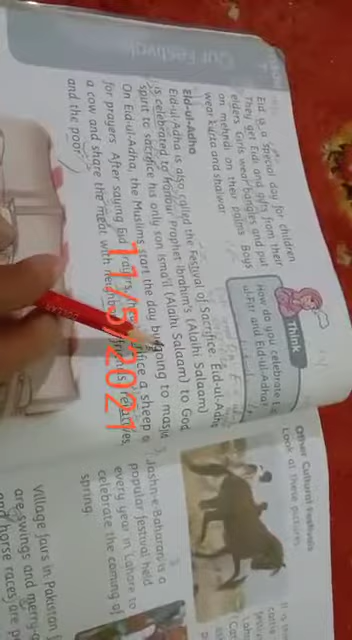 Our Festivals
Eid is a special day for children
They get Eidi and gifts from their
elders. Girls wear bangles and put
on mehndi on their palms. Boys
wear kurta and shalwar
Eid-ul-Adha
Eid-ul-Adha is also called the Festival of Sacrifice. Eid-ul-Adha
is celebrated to honour Prophet Ibrahim's (Alaihi Salaam)
spirit to sacrifice his only son Ismail (Alaihi Salaam) to God
On Eid-ul-Adha, the Muslims start the day by going to
for prayers After saying Eid a sheep
a cow and share the meat with relatives,
and the poor
Think
How do you celebrate
ul-Fitr and Eid-ul-Adha?
17/5/2021
Other Cultural Festivals
Look at these pictures
Jashn-e-Baharan is a
popular festival held
every year in Lahore to
celebrate the coming of
spring
Village fairs in Pakistan
are swings and
and horse races are